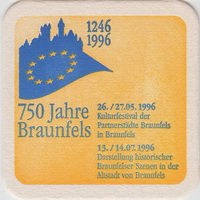 1246
1996
750 Jahre
Braunfels
26. / 27.05. 1996
Kulturfestival der
Partnerstädte Braunfels
in Braunfels
13. / 14.07. 1996
Darstellung historischer
Braunfelser Szenen in der
Altstadt von Braunfels